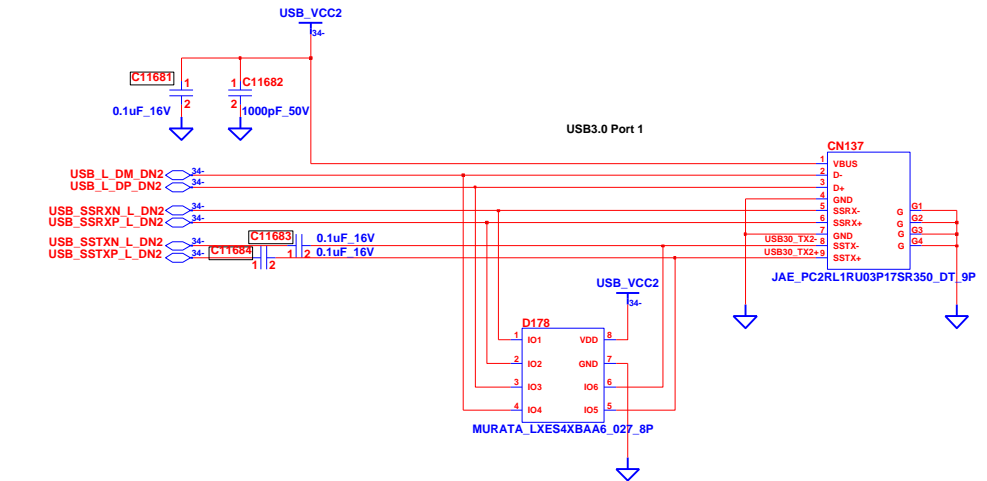 USB_VCC2
34-
C11681 1 1 C11682
2 2
0.1uF_16V 1000pF_50V
USB3.0 Port 1
CN137
1 VBUS
USB_L_DM_DN2 34- 2 D-
USB_L_DP_DN2 34- 3 D+
4 GND
USB_SSRXN_L_DN2 34- 5 SSRX- G G1
USB_SSRXP_L_DN2 34- 6 SSRX+ G G2
C11683 0.1uF_16V 7 GND G G3
USB_SSTXN_L_DN2 34- 1 2 USB30_TX2- 8 SSTX- G G4
USB_SSTXP_L_DN2 34- C11684 1 2 0.1uF_16V USB30_TX2+ 9 SSTX+
JAE_PC2RL1RU03P17SR350_DT_9P
USB_VCC2
34-
D178
1 IO1 VDD 8
2 IO2 GND 7
3 IO3 IO6 6
4 IO4 IO5 5
MURATA_LXES4XBAA6_027_8P